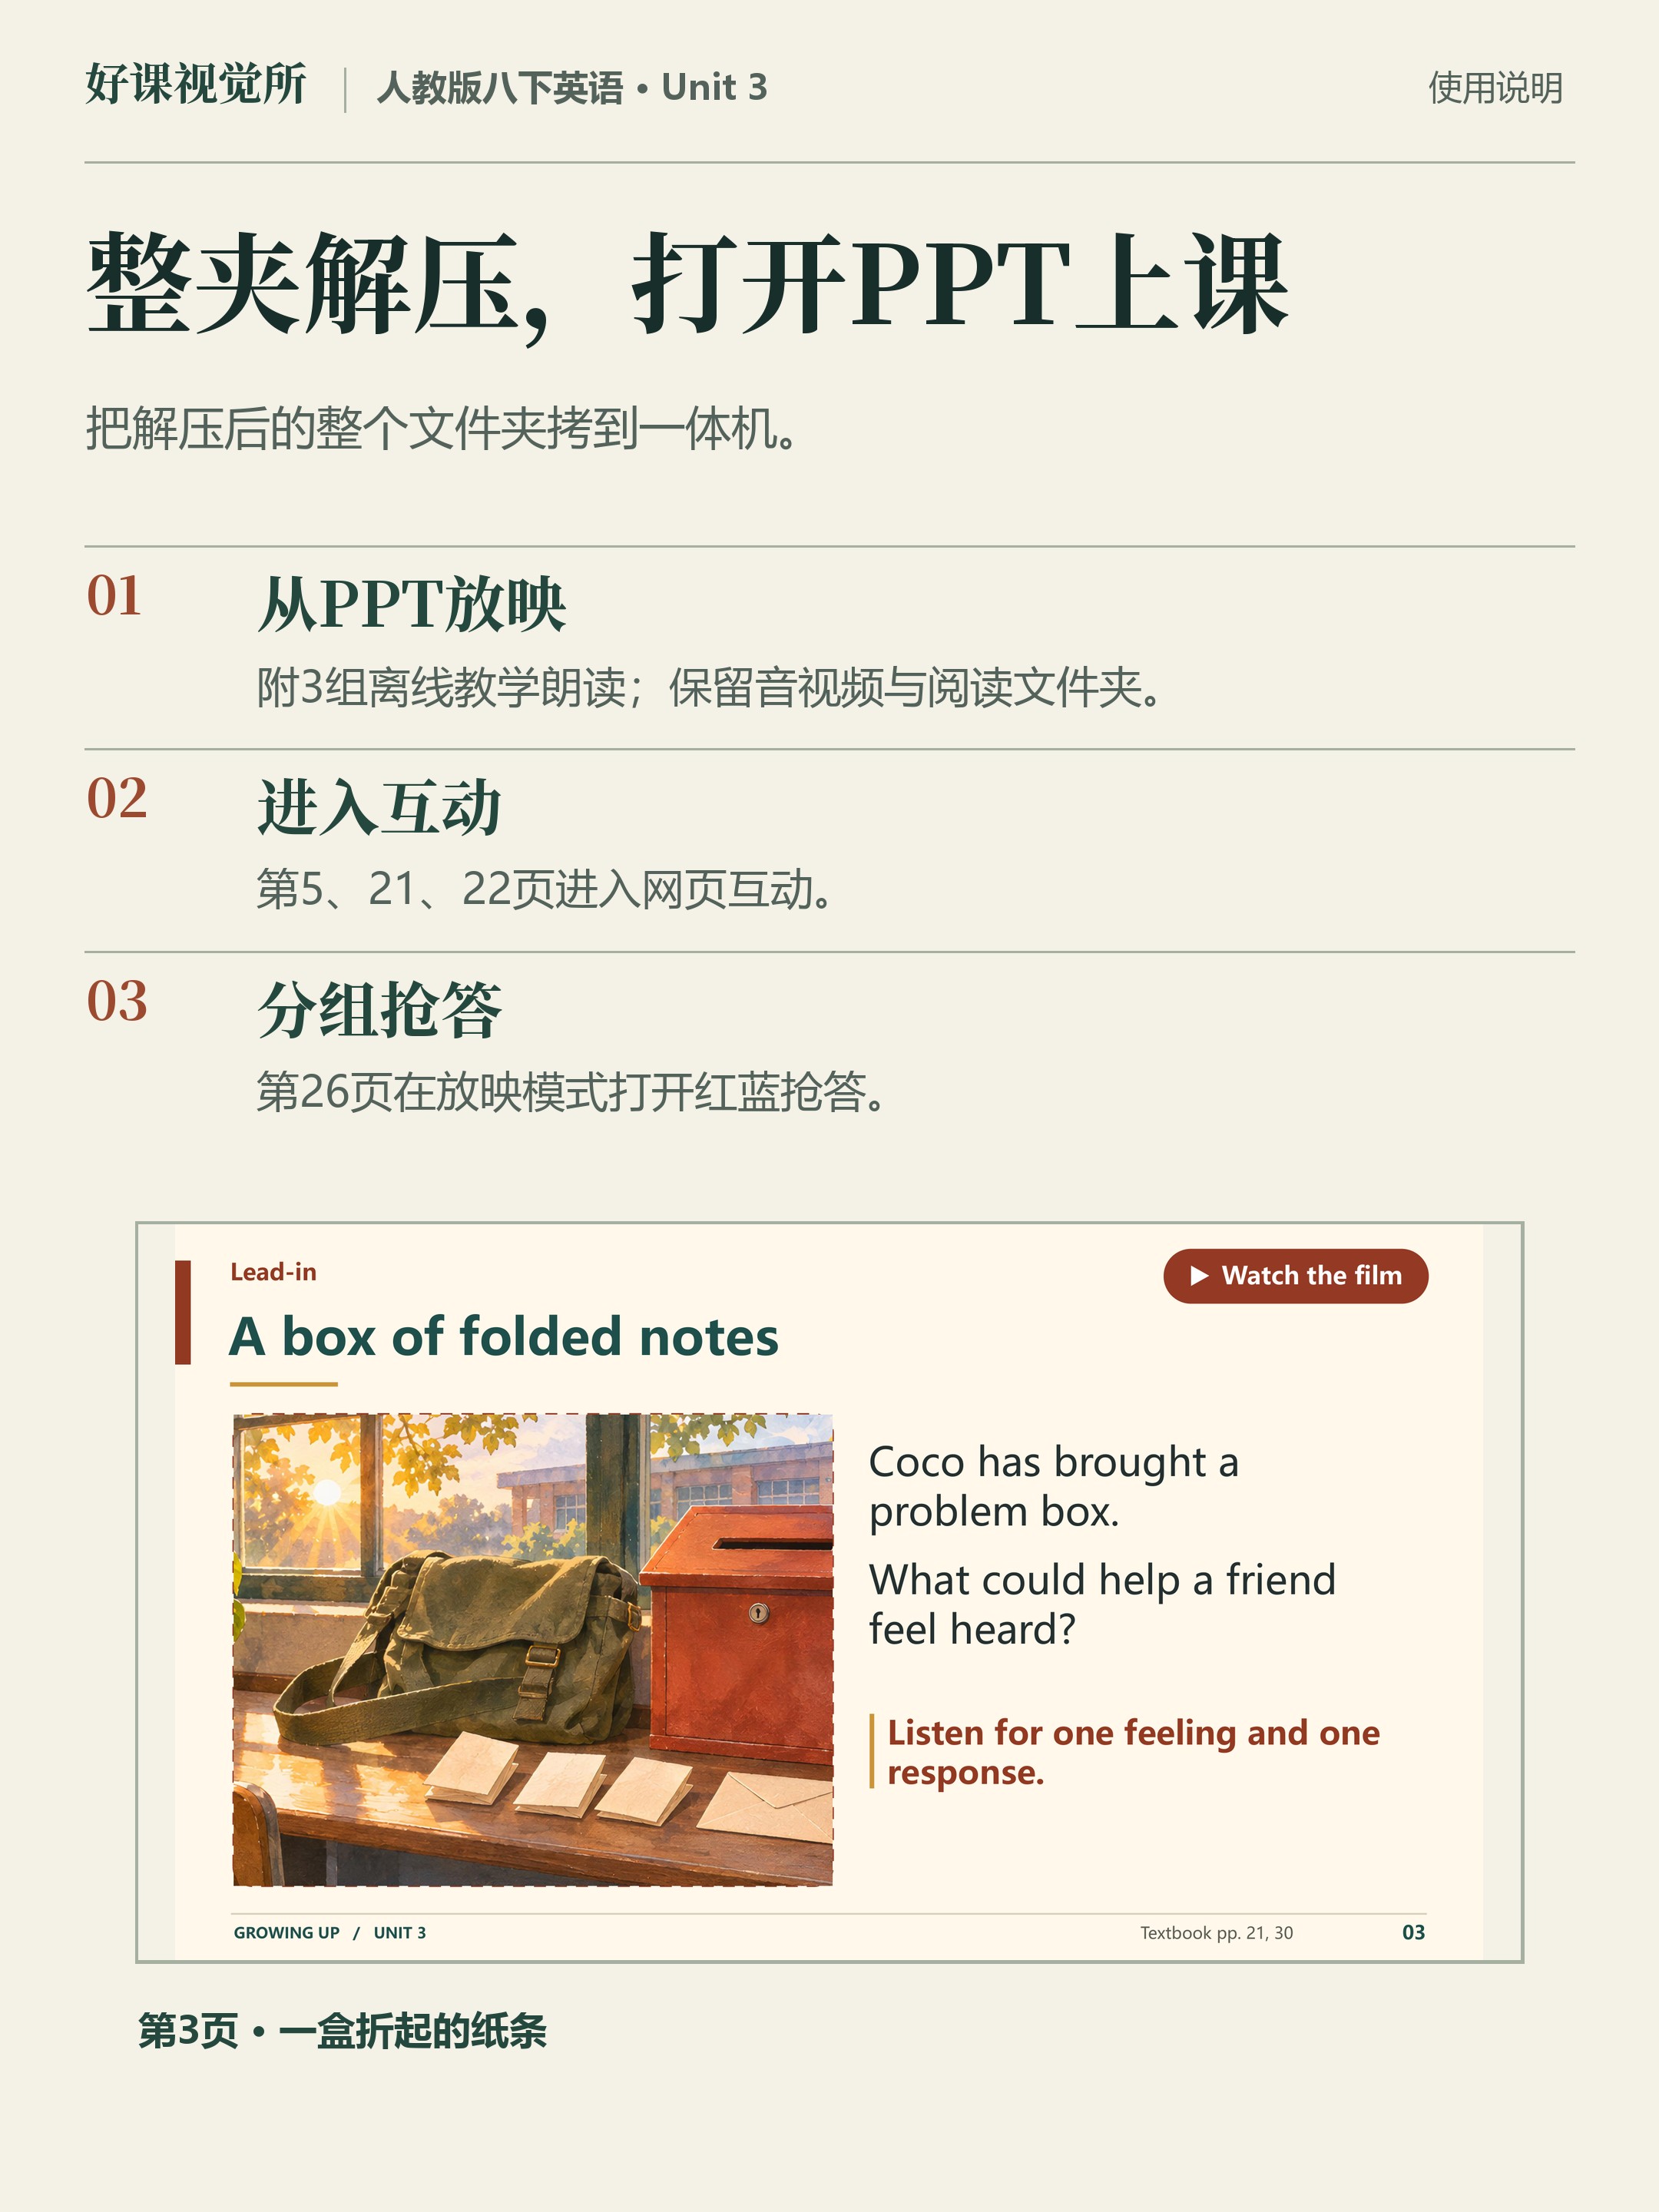 好课视觉所
人教版八下英语 • Unit 3
使用说明
整夹解压，打开PPT上课
把解压后的整个文件夹拷到一体机。
01
从PPT放映
附3组离线教学朗读；保留音视频与阅读文件夹。
02
进入互动
第5、21、22页进入网页互动。
03
分组抢答
第26页在放映模式打开红蓝抢答。
Lead-in
▶ Watch the film
A box of folded notes
Coco has brought a
problem box.
What could help a friend
feel heard?
Listen for one feeling and one
response.
GROWING UP / UNIT 3
Textbook pp. 21, 30
03
第3页 • 一盒折起的纸条